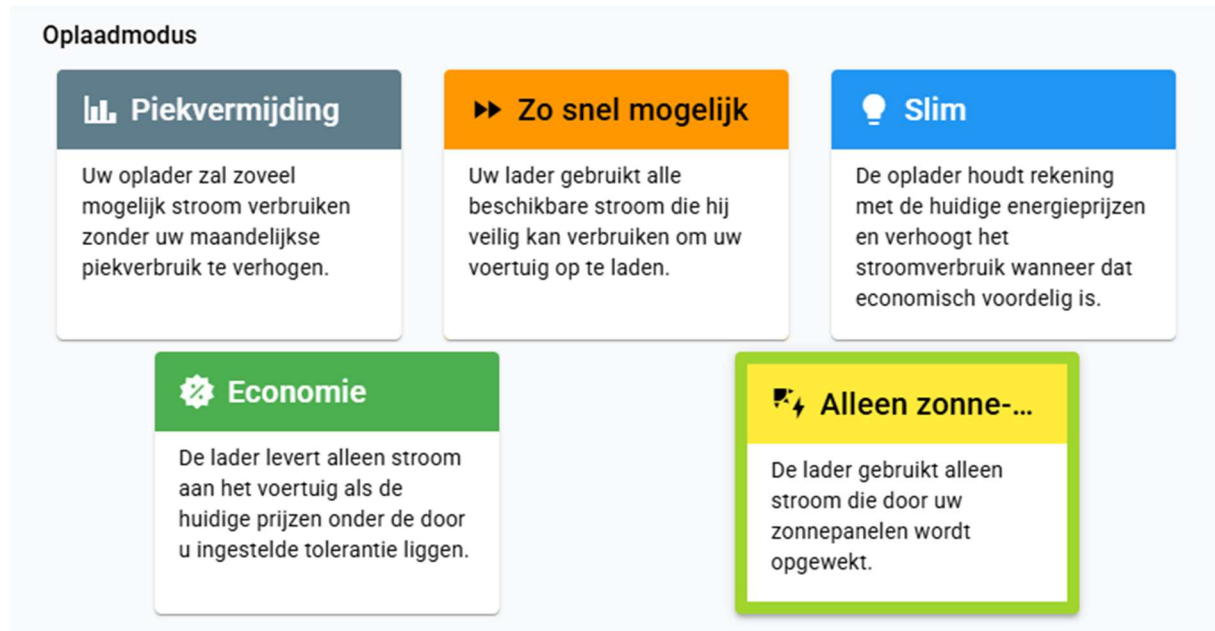 Oplaadmodus
Piekvermijding
Uw oplader zal zoveel
mogelijk stroom verbruiken
zonder uw maandelijkse
piekverbruik te verhogen.
Zo snel mogelijk
Uw lader gebruikt alle
beschikbare stroom die hij
veilig kan verbruiken om uw
voertuig op te laden.
Slim
De oplader houdt rekening
met de huidige energieprijzen
en verhoogt het
stroomverbruik wanneer dat
economisch voordelig is.
Economie
De lader levert alleen stroom
aan het voertuig als de
huidige prijzen onder de door
u ingestelde tolerantie liggen.
Alleen zonne-...
De lader gebruikt alleen
stroom die door uw
zonnepanelen wordt
opgewekt.